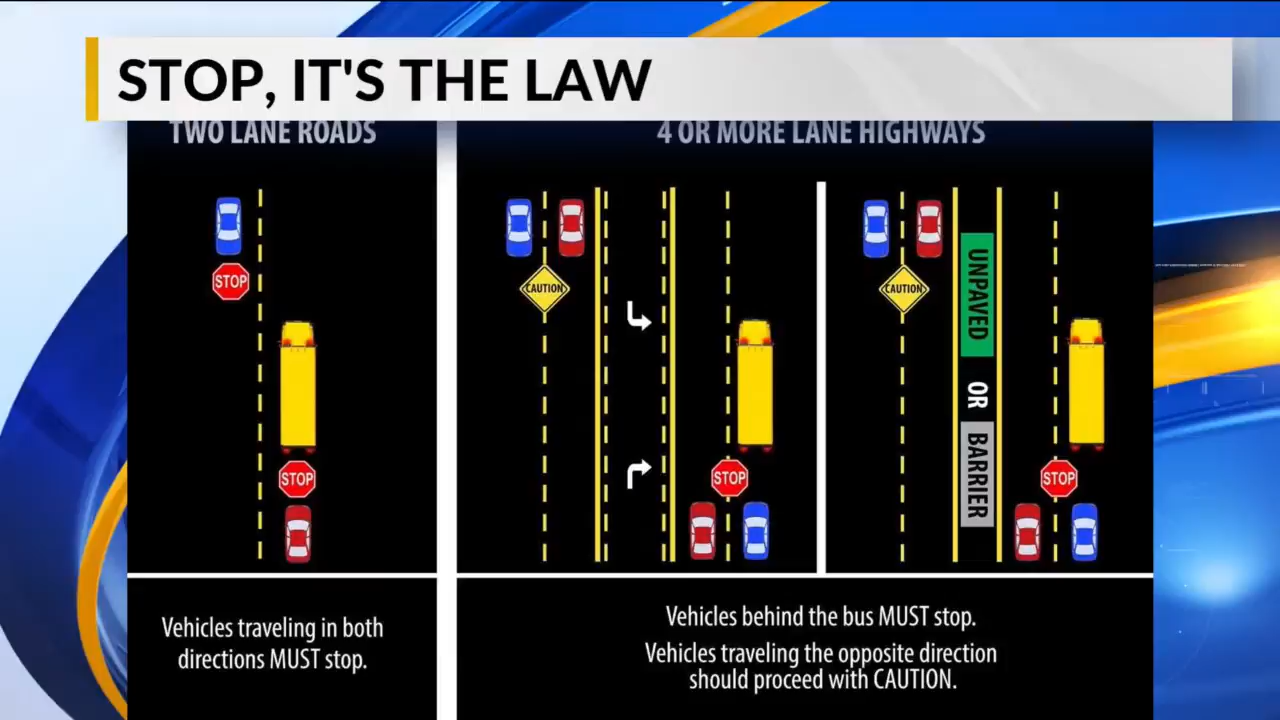 STOP, IT'S THE LAW
TWO LANE ROADS
4 OR MORE LANE HIGHWAYS
STOP
STOP
CAUTION
STOP
CAUTION
UNPAVED
OR
BARRIER
STOP
Vehicles traveling in both
directions MUST stop.
Vehicles behind the bus MUST stop.
Vehicles traveling the opposite direction
should proceed with CAUTION.